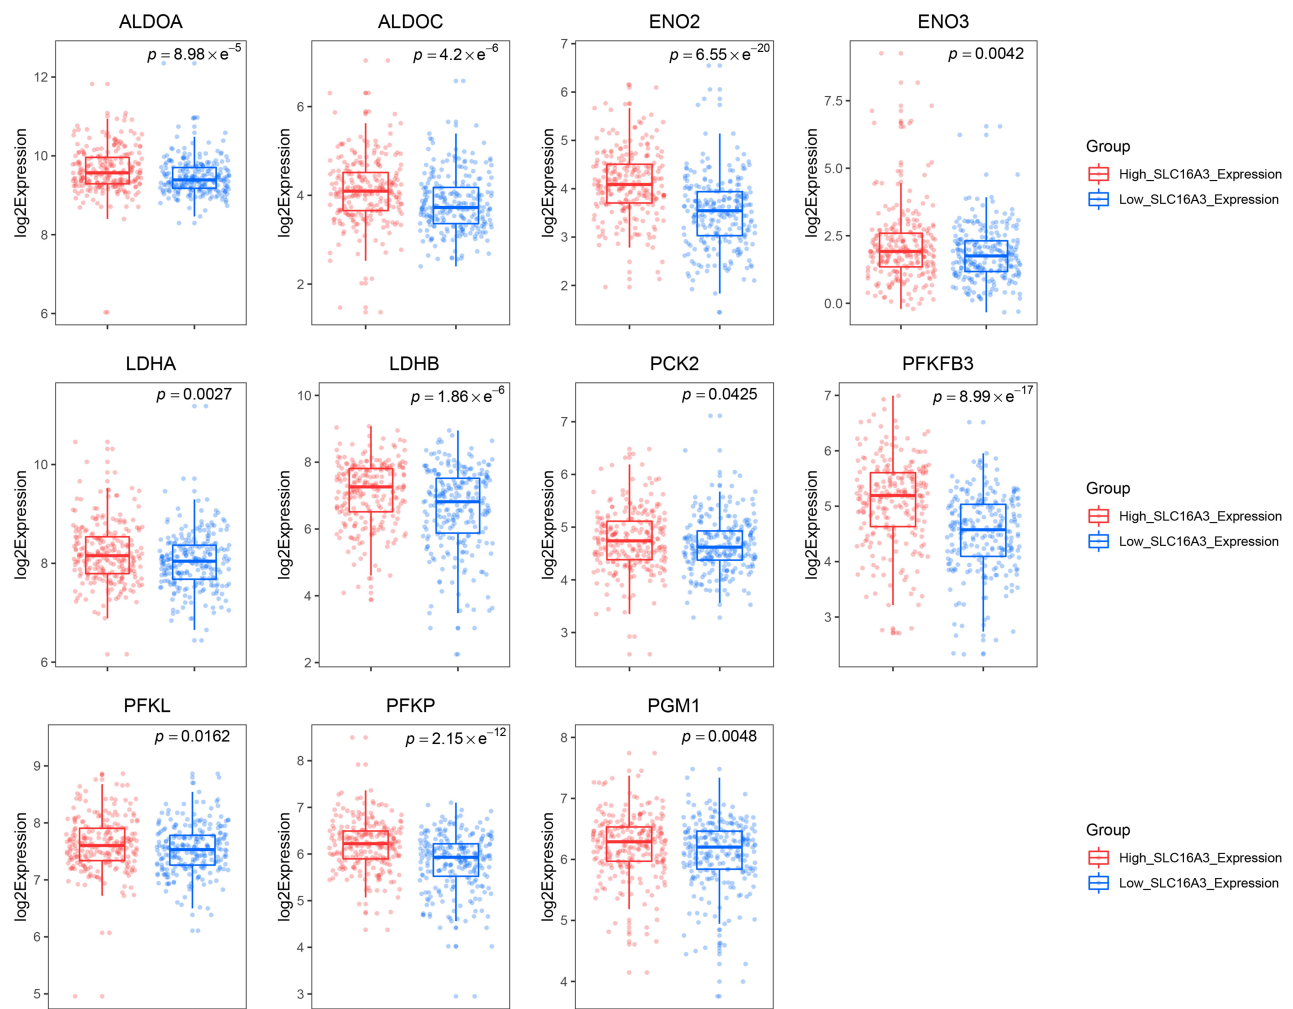 ALDOA
ALDOC
ENO2
ENO3
p = 8.98×e−5
p = 4.2×e−6
p = 6.55×e−20
p = 0.0042
log2Expression
12
10
8
6
log2Expression
6
4
2
log2Expression
7
6
5
4
3
2
log2Expression
7.5
5.0
2.5
0.0
Group
High_SLC16A3_Expression
Low_SLC16A3_Expression
LDHA
LDHB
PCK2
PFKFB3
p = 0.0027
p = 1.86×e−6
p = 0.0425
p = 8.99×e−17
log2Expression
10
8
6
log2Expression
10
8
6
4
2
log2Expression
7
6
5
4
3
log2Expression
7
6
5
4
3
Group
High_SLC16A3_Expression
Low_SLC16A3_Expression
PFKL
PFKP
PGM1
p = 0.0162
p = 2.15×e−12
p = 0.0048
log2Expression
9
8
7
6
5
log2Expression
8
7
6
5
4
3
log2Expression
8
7
6
5
4
Group
High_SLC16A3_Expression
Low_SLC16A3_Expression